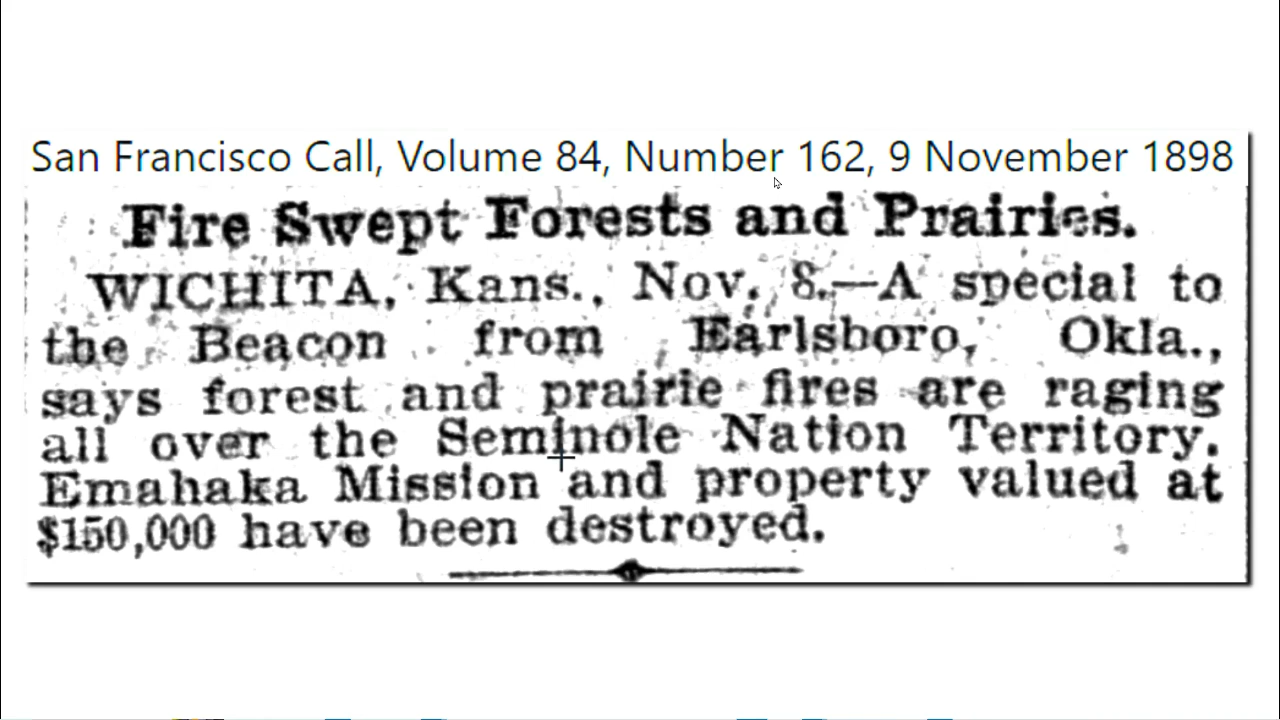 San Francisco Call, Volume 84, Number 162, 9 November 1898
Fire Swept Forests and Prairies.
WICHITA, Kans., Nov. 8.—A special to
the Beacon from Earlsboro, Okla.,
says forest and prairie fires are raging
all over the Seminole Nation Territory.
Emahaka Mission and property valued at
$150,000 have been destroyed.